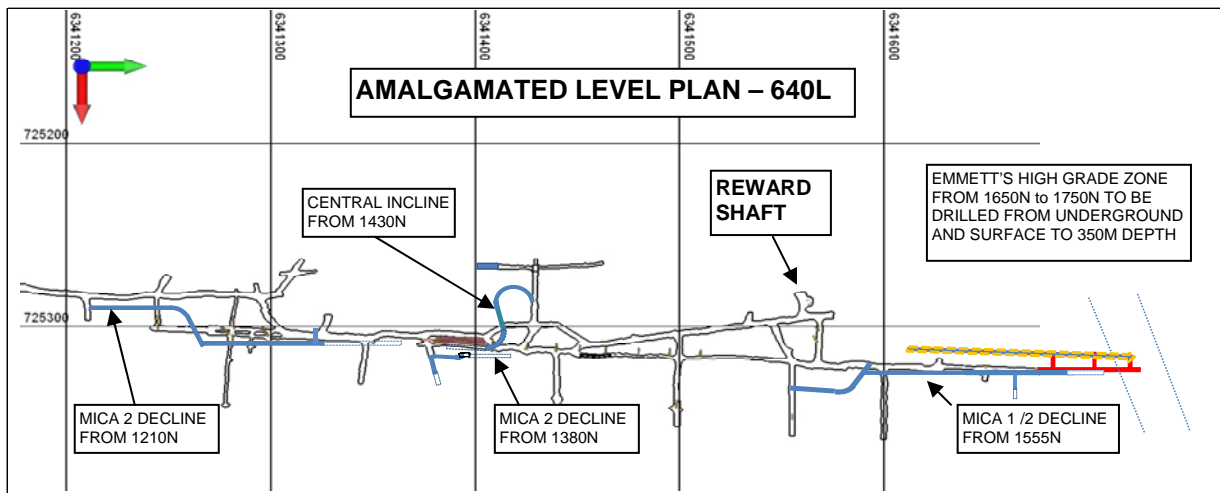 6341200
6341300
6341400
6341500
6341600
AMALGAMATED LEVEL PLAN – 640L
725200
CENTRAL INCLINE
FROM 1430N
REWARD
SHAFT
EMMETT'S HIGH GRADE ZONE
FROM 1650N to 1750N TO BE
DRILLED FROM UNDERGROUND
AND SURFACE TO 350M DEPTH
725300
MICA 2 DECLINE
FROM 1210N
MICA 2 DECLINE
FROM 1380N
MICA 1 /2 DECLINE
FROM 1555N